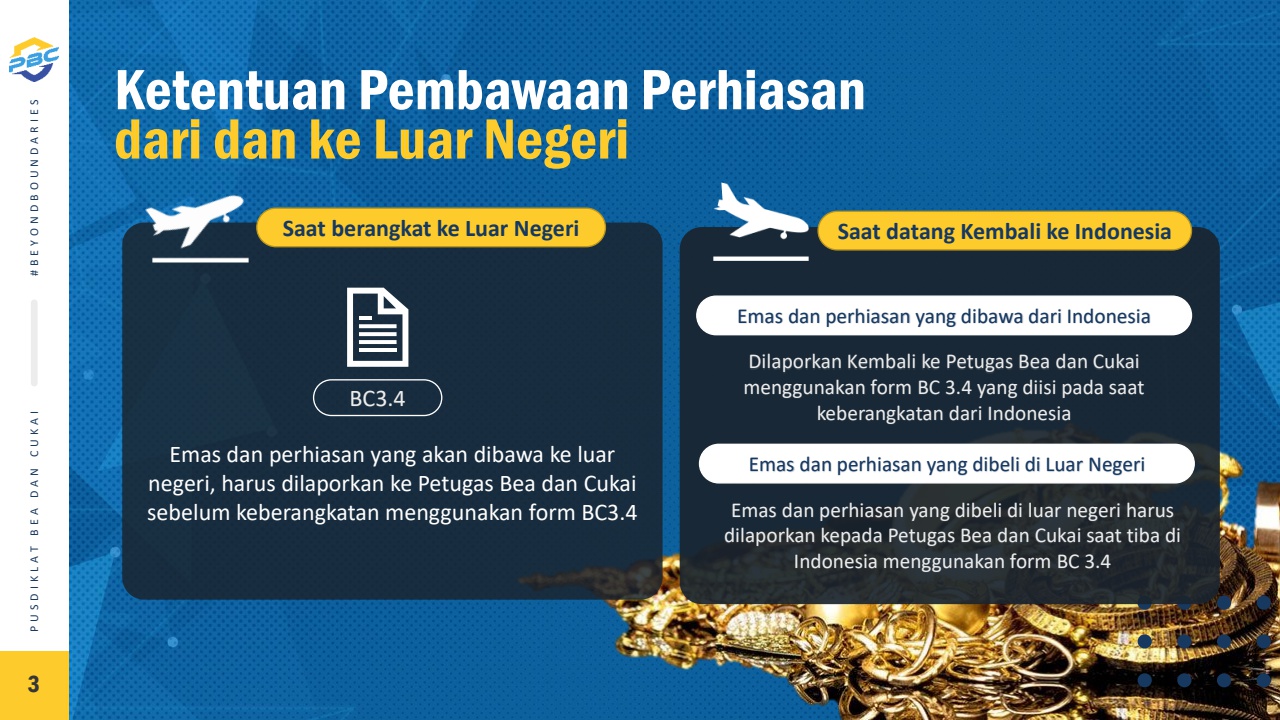 PBC
#BEYONDBOUNDARIES
PUSDIKLAT BEA DAN CUKAI
3
Ketentuan Pembawaan Perhiasan
dari dan ke Luar Negeri
Saat berangkat ke Luar Negeri
BC3.4
Emas dan perhiasan yang akan dibawa ke luar
negeri, harus dilaporkan ke Petugas Bea dan Cukai
sebelum keberangkatan menggunakan form BC3.4
Saat datang Kembali ke Indonesia
Emas dan perhiasan yang dibawa dari Indonesia
Dilaporkan Kembali ke Petugas Bea dan Cukai
menggunakan form BC 3.4 yang diisi pada saat
keberangkatan dari Indonesia
Emas dan perhiasan yang dibeli di Luar Negeri
Emas dan perhiasan yang dibeli di luar negeri harus
dilaporkan kepada Petugas Bea dan Cukai saat tiba di
Indonesia menggunakan form BC 3.4